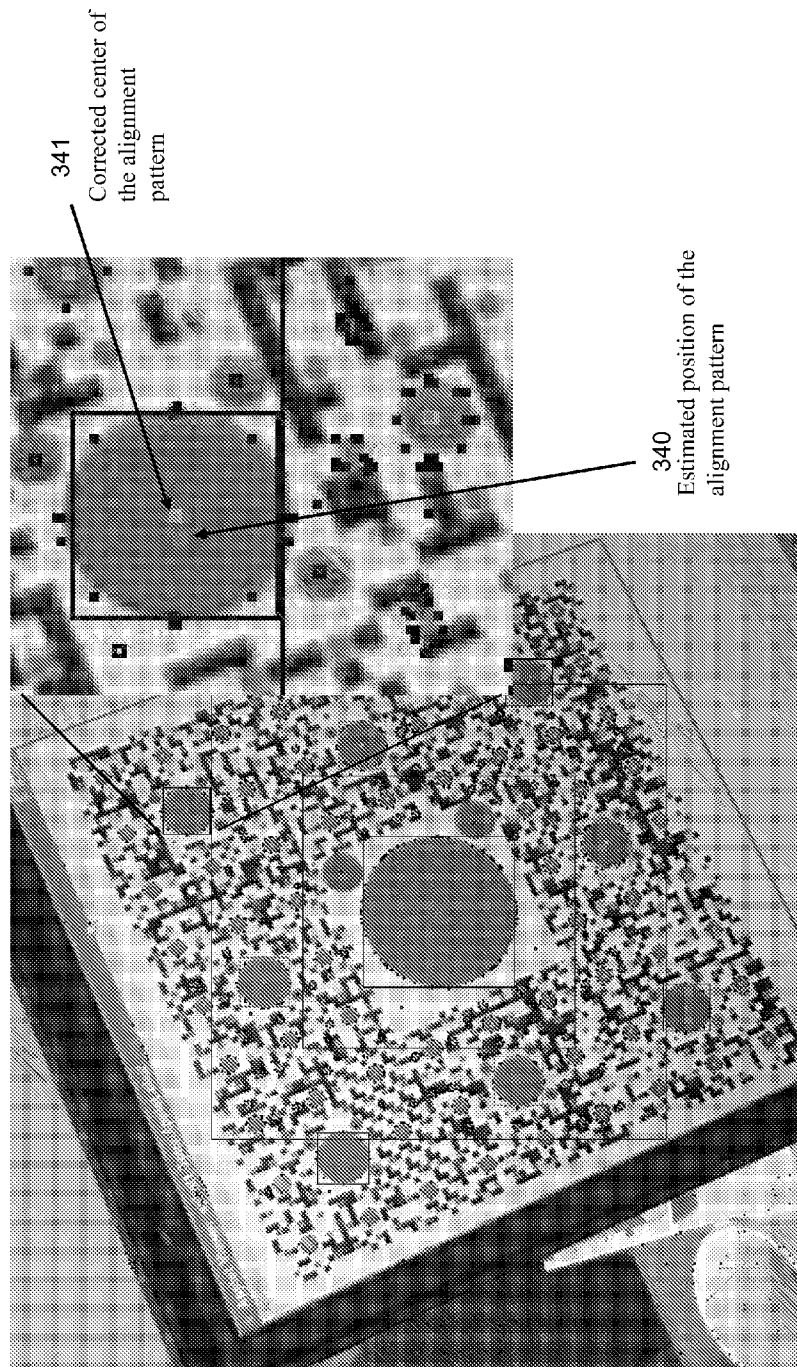 341
Corrected center of
the alignment
pattern
340
Estimated position of the
alignment pattern